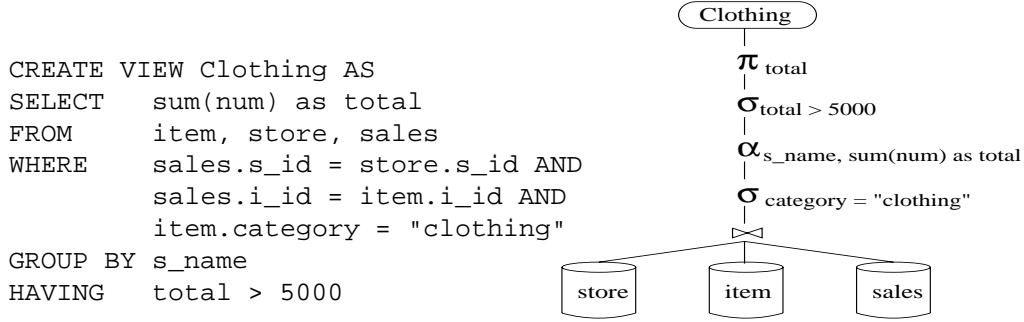 CREATE VIEW Clothing AS
SELECT sum(num) as total
FROM item, store, sales
WHERE sales.s_id = store.s_id AND
sales.i_id = item.i_id AND
item.category = "clothing"
GROUP BY s_name
HAVING total > 5000
Clothing
π total
σ total > 5000
α s_name, sum(num) as total
σ category = "clothing"
⋈
store item sales